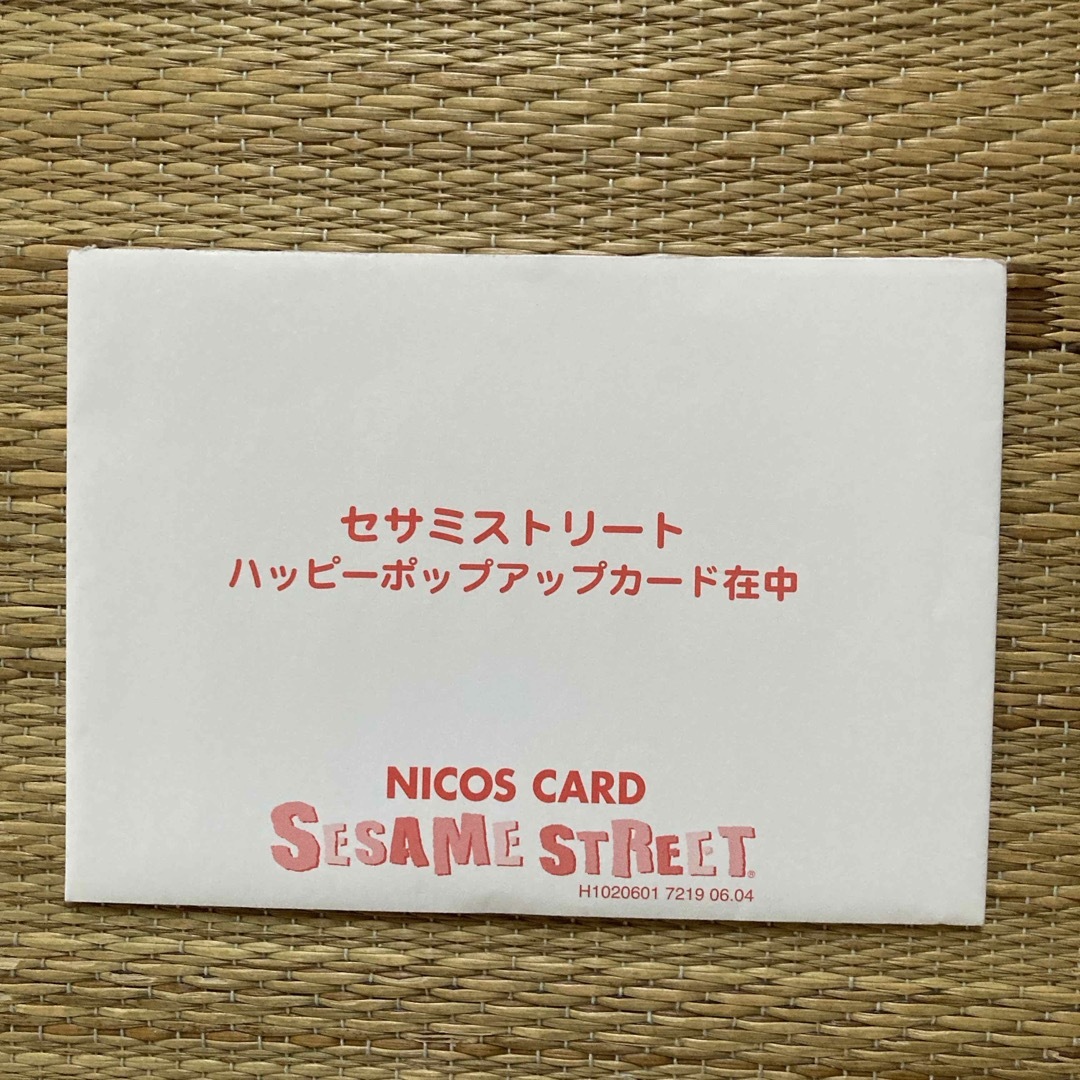 セサミストリート
ハッピーポップアップカード在中
NICOS CARD
SESAME STREET®
H1020601 7219 06.04